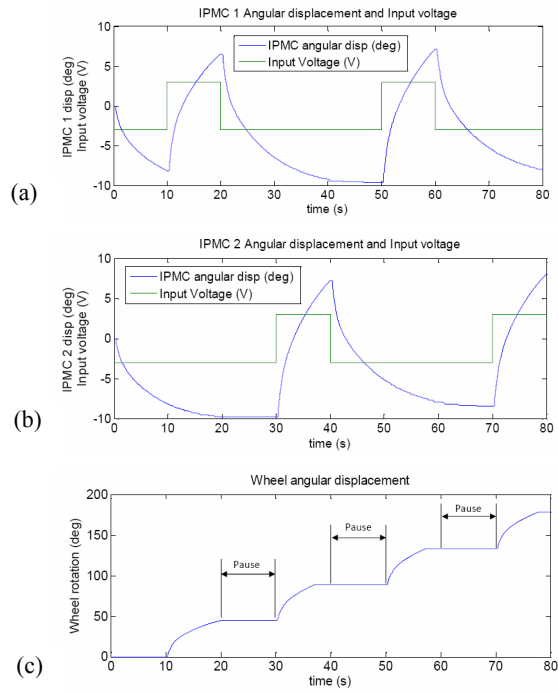 IPMC 1 Angular displacement and Input voltage
IPMC 1 disp (deg)
Input voltage (V)
10
5
0
-5
-10
IPMC angular disp (deg)
Input Voltage (V)
0 10 20 30 40 50 60 70 80
time (s)
(a)
IPMC 2 Angular displacement and Input voltage
IPMC 2 disp (deg)
Input voltage (V)
10
5
0
-5
-10
IPMC angular disp (deg)
Input Voltage (V)
0 10 20 30 40 50 60 70 80
time (s)
(b)
Wheel angular displacement
Wheel rotation (deg)
200
150
100
50
0
Pause
Pause
Pause
0 10 20 30 40 50 60 70 80
time (s)
(c)